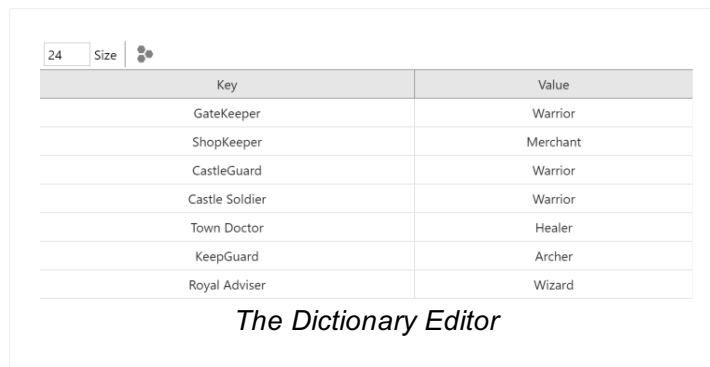 24 Size
Key Value
GateKeeper Warrior
ShopKeeper Merchant
CastleGuard Warrior
Castle Soldier Warrior
Town Doctor Healer
KeepGuard Archer
Royal Adviser Wizard
The Dictionary Editor